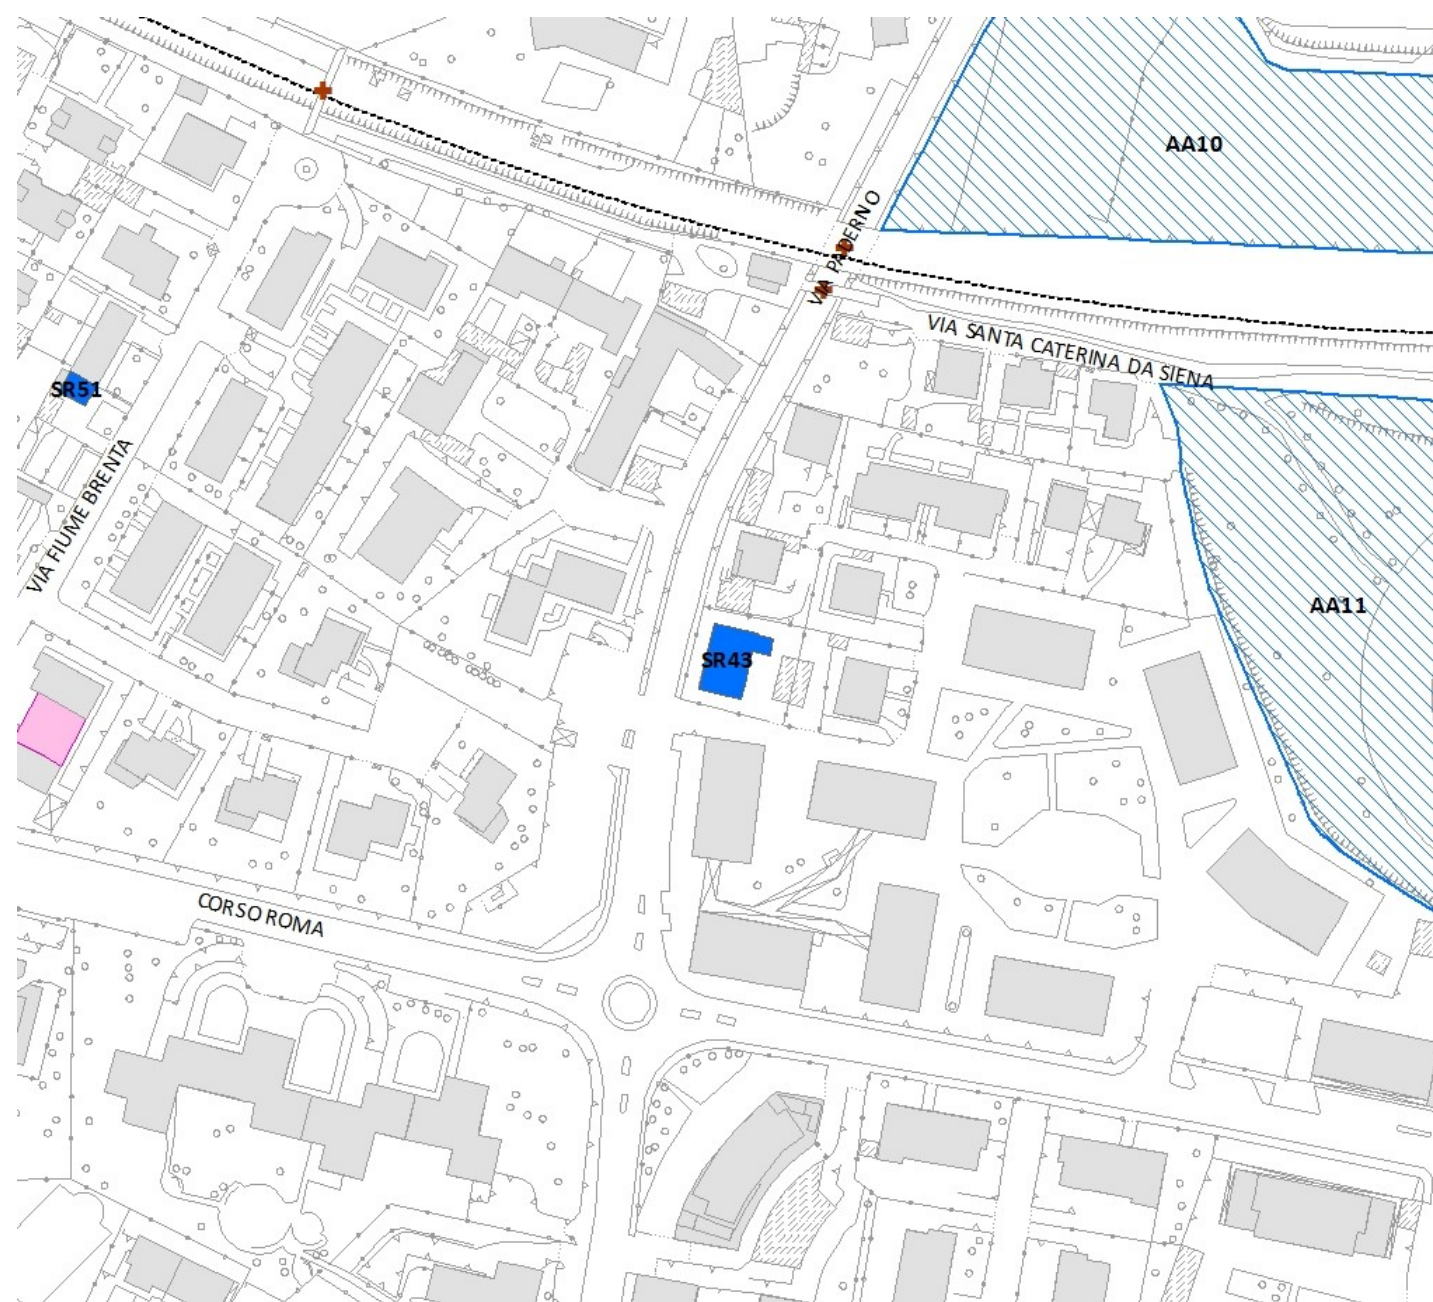 AA10
VIA PADERNO
VIA SANTA CATERINA DA SIENA
SR51
VIA FIUME BRENTA
AA11
SR43
CORSO ROMA